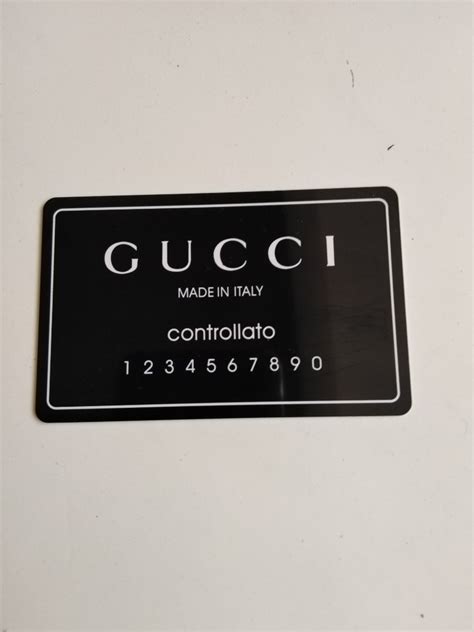 GUCCI
MADE IN ITALY
controllato
1 2 3 4 5 6 7 8 9 0